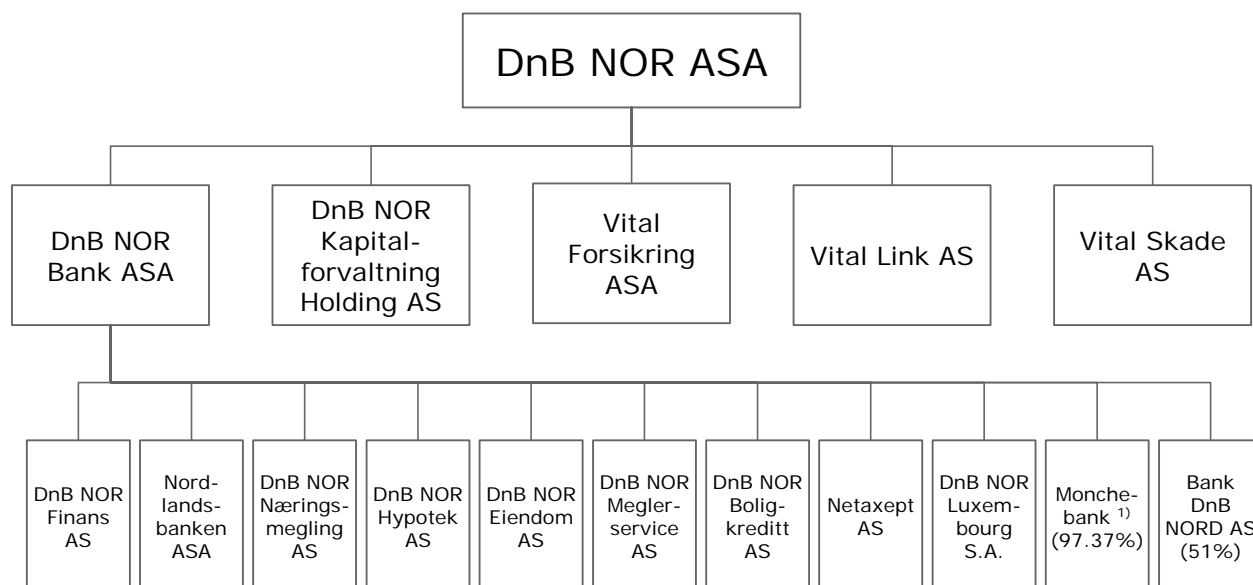 DnB NOR ASA
DnB NOR
Bank ASA
DnB NOR
Kapital-
forvaltning
Holding AS
Vital
Forsikring
ASA
Vital Link AS
Vital Skade
AS
DnB NOR
Finans
AS
Nord-
lands-
banken
ASA
DnB NOR
Nærings-
megling
AS
DnB NOR
Hypotek
AS
DnB NOR
Eiendom
AS
DnB NOR
Megler-
service
AS
DnB NOR
Bolig-
kreditt
AS
Netaxept
AS
DnB NOR
Luxem-
bourg
S.A.
Monche-
bank 1)
(97.37%)
Bank
DnB
NORD AS
(51%)